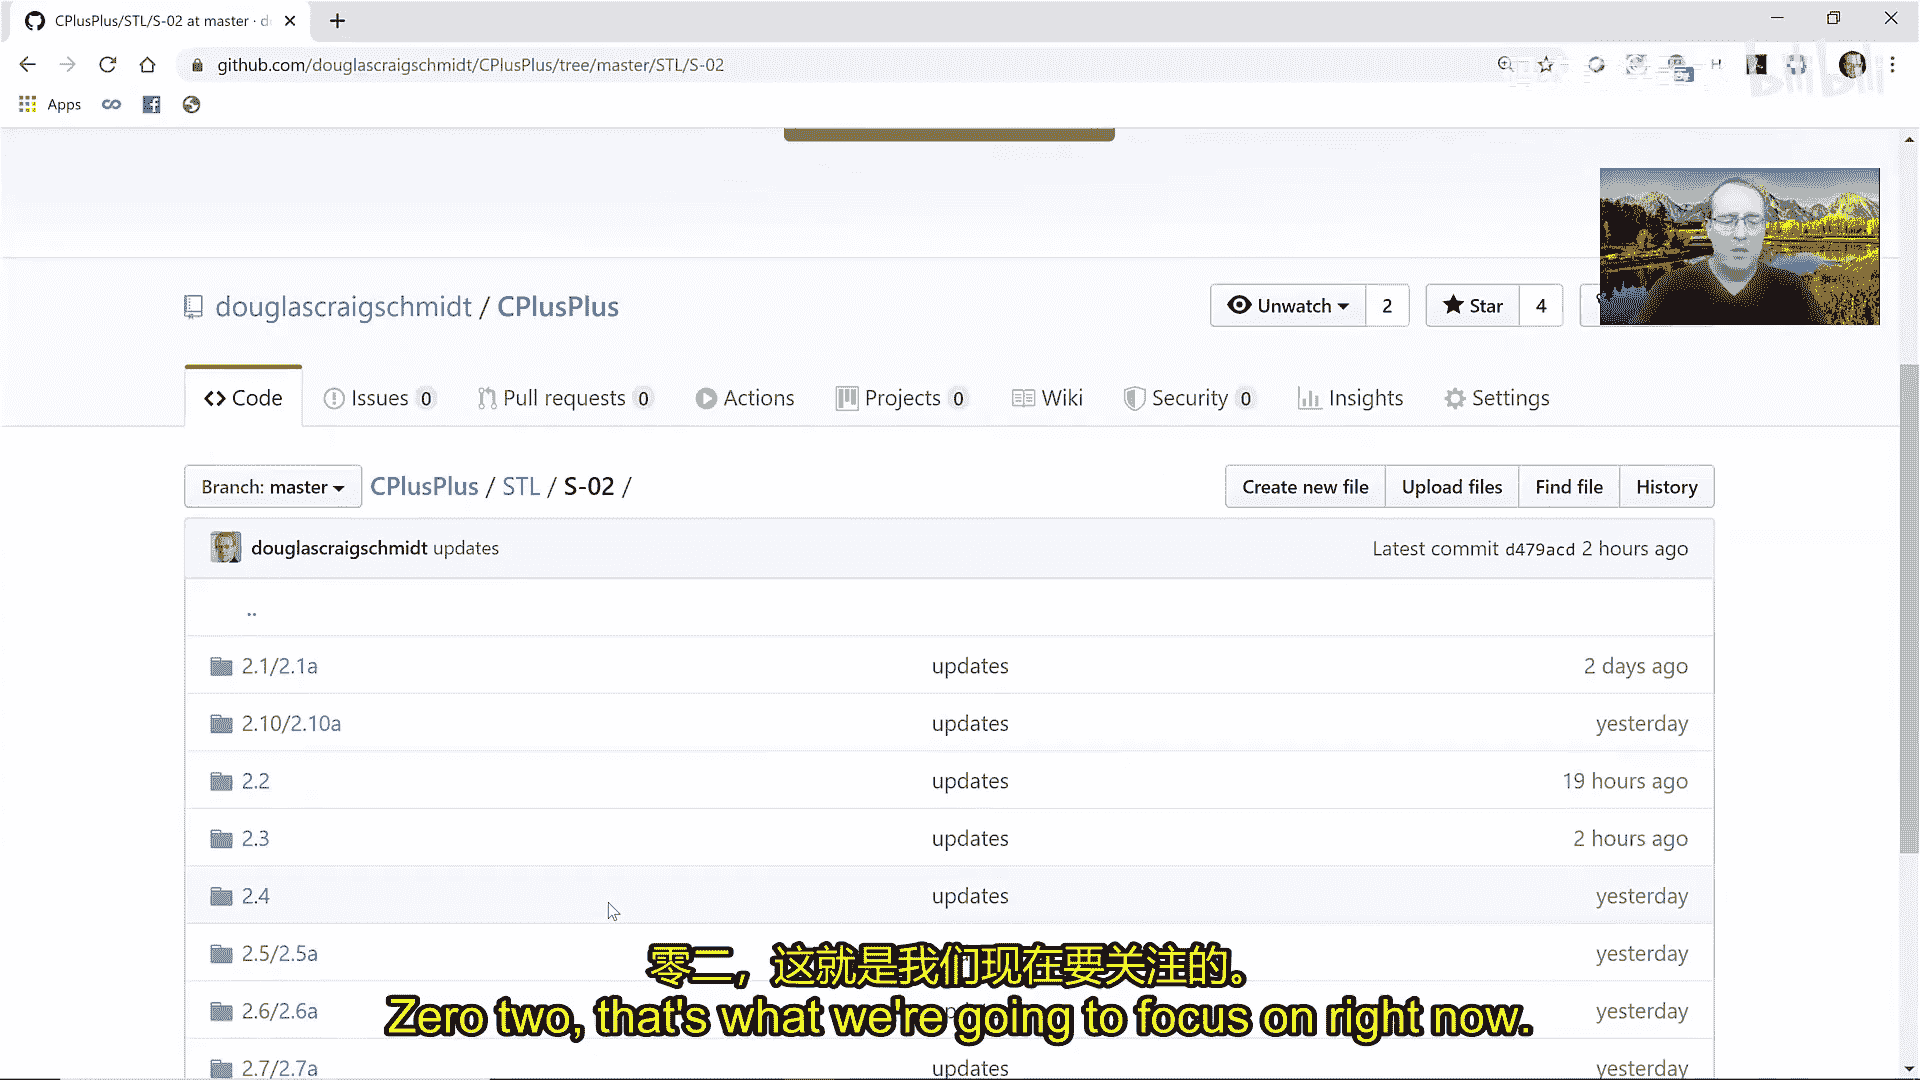 CPlusPlus/STL/S-02 at master · d
github.com/douglascraigschmidt/CPlusPlus/tree/master/STL/S-02
Apps
douglascraigschmidt / CPlusPlus
Unwatch 2
Star 4
Code
Issues 0
Pull requests 0
Actions
Projects 0
Wiki
Security 0
Insights
Settings
Branch: master
CPlusPlus / STL / S-02 /
Create new file
Upload files
Find file
History
douglascraigschmidt updates
Latest commit d479acd 2 hours ago
..
2.1/2.1a updates 2 days ago
2.10/2.10a updates yesterday
2.2 updates 19 hours ago
2.3 updates 2 hours ago
2.4 updates yesterday
2.5/2.5a yesterday
零二，这就是我们现在要关注的。
2.6/2.6a yesterday
Zero two, that's what we're going to focus on right now.
2.7/2.7a updates yesterday